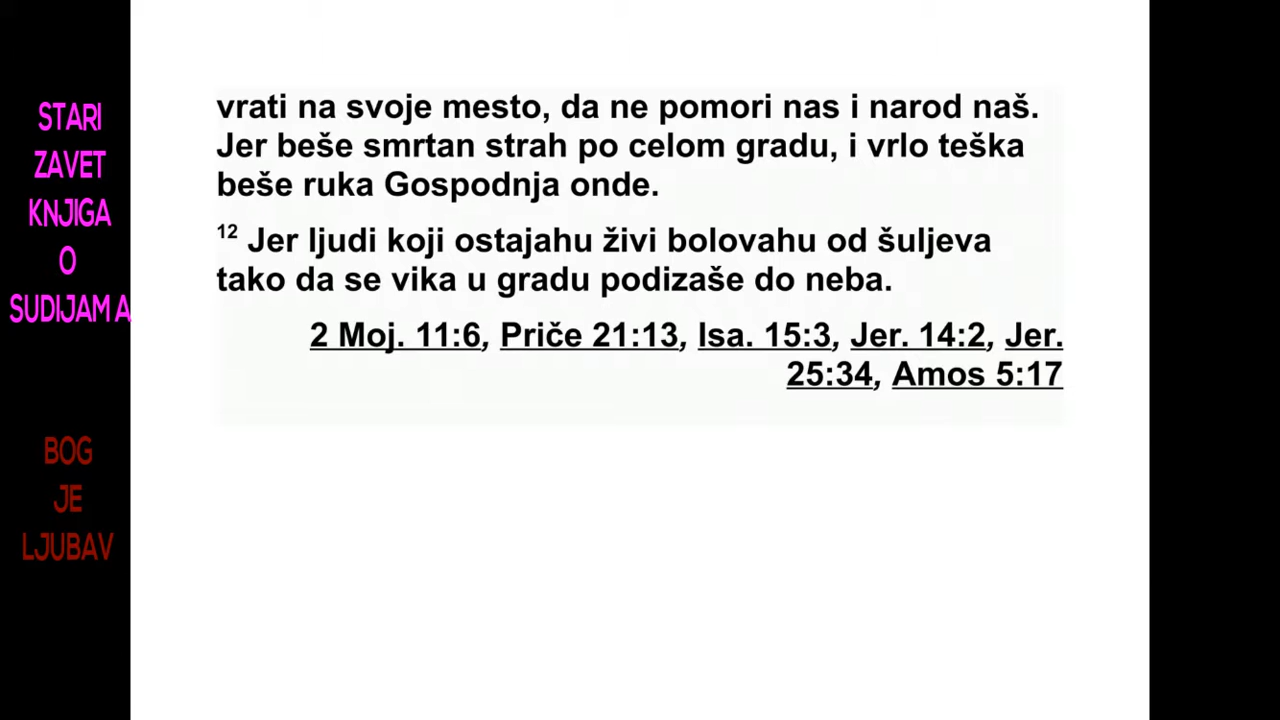 STARI
ZAVET
KNJIGA
O
SUDIJAMA
BOG
JE
LJUBAV
vrati na svoje mesto, da ne pomori nas i narod naš.
Jer beše smrtan strah po celom gradu, i vrlo teška
beše ruka Gospodnja onde.
12 Jer ljudi koji ostajahu živi bolovahu od šuljeva
tako da se vika u gradu podizaše do neba.
2 Moj. 11:6, Priče 21:13, Isa. 15:3, Jer. 14:2, Jer.
25:34, Amos 5:17